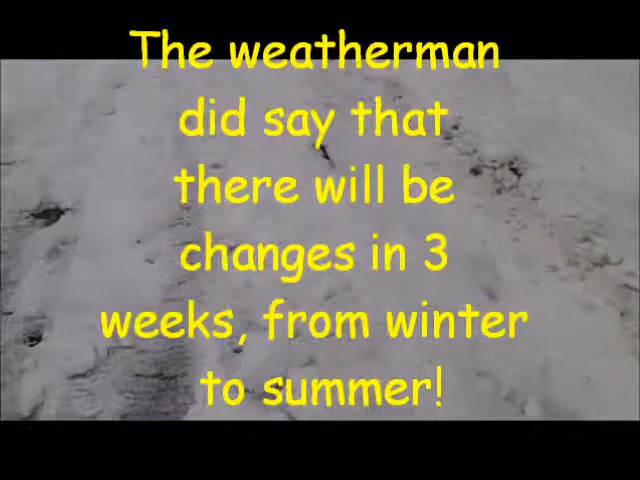 The weatherman
did say that
there will be
changes in 3
weeks, from winter
to summer!